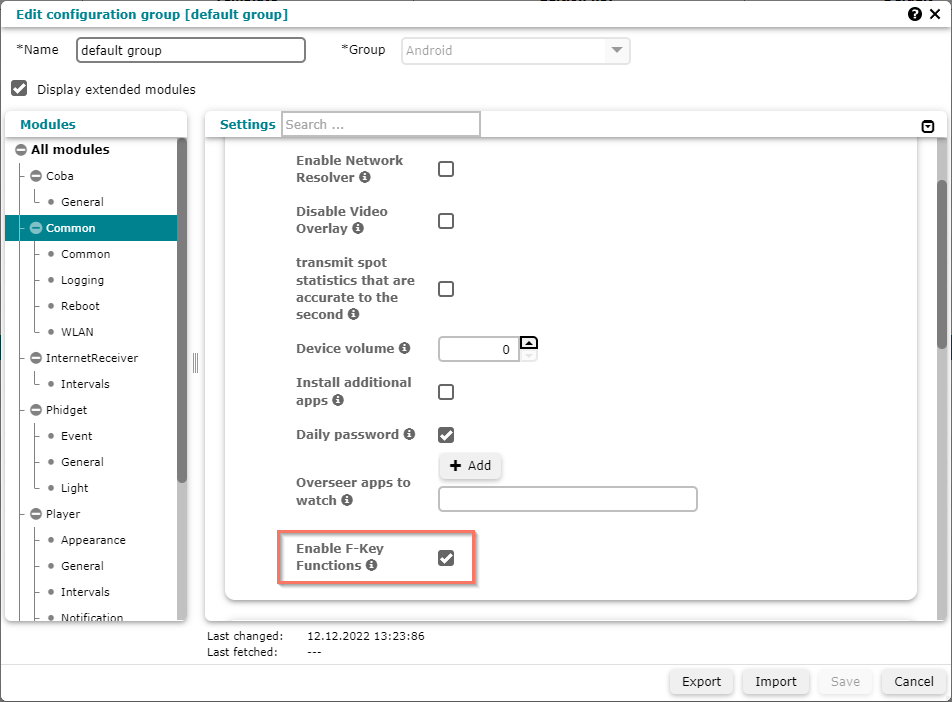 Edit configuration group [default group]
*Name default group *Group Android
Display extended modules
Modules
All modules
Coba
General
Common
Common
Logging
Reboot
WLAN
InternetReceiver
Intervals
Phidget
Event
General
Light
Player
Appearance
General
Intervals
Notification
Settings Search ...
Enable Network
Resolver
Disable Video
Overlay
transmit spot
statistics that are
accurate to the
second
Device volume 0
Install additional
apps
Daily password
Add
Overseer apps to
watch
Enable F-Key
Functions
Last changed: 12.12.2022 13:23:86
Last fetched: ---
Export Import Save Cancel